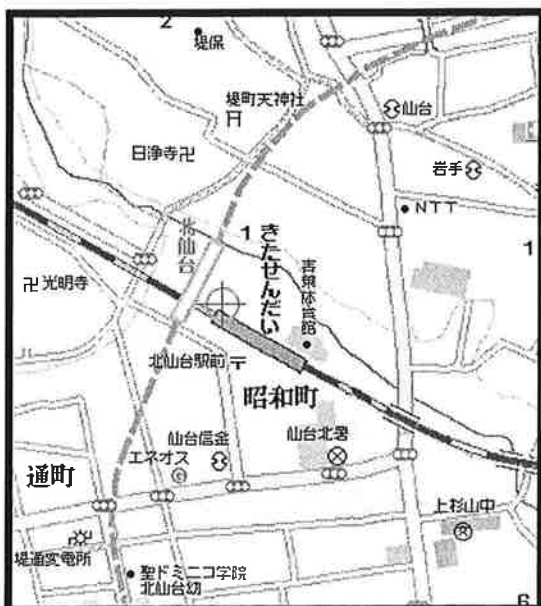 2
堤保
堤町天神社
仙台
日浄寺
岩手
NTT
北仙台
1
きたせんだい
青葉体育館
1
光明寺
北仙台駅前
昭和町
仙台信金
仙台北署
エネオス
通町
上杉山中
堤通変電所
聖ドミニコ学院
北仙台幼
6